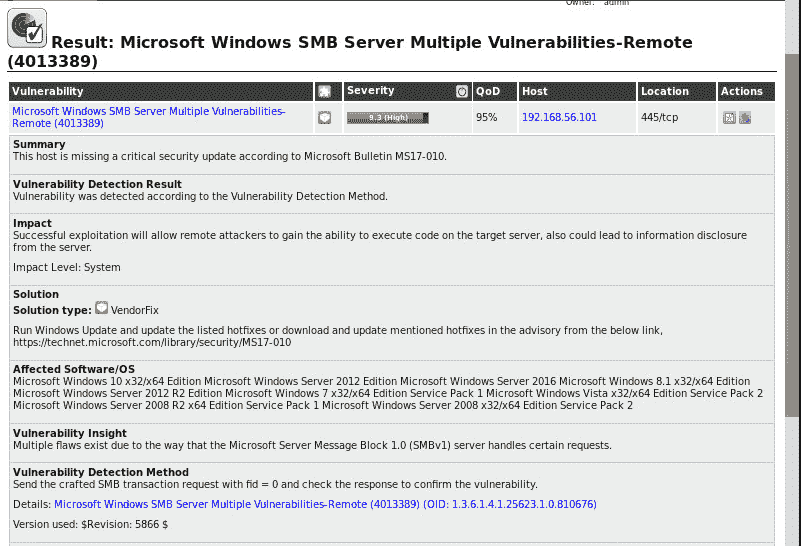 Owner: admin
Result: Microsoft Windows SMB Server Multiple Vulnerabilities-Remote
(4013389)
Vulnerability Severity QoD Host Location Actions
Microsoft Windows SMB Server Multiple Vulnerabilities-
Remote (4013389)
9.3 (High) 95% 192.168.56.101 445/tcp
Summary
This host is missing a critical security update according to Microsoft Bulletin MS17-010.
Vulnerability Detection Result
Vulnerability was detected according to the Vulnerability Detection Method.
Impact
Successful exploitation will allow remote attackers to gain the ability to execute code on the target server, also could lead to information disclosure
from the server.
Impact Level: System
Solution
Solution type: VendorFix
Run Windows Update and update the listed hotfixes or download and update mentioned hotfixes in the advisory from the below link,
https://technet.microsoft.com/library/security/MS17-010
Affected Software/OS
Microsoft Windows 10 x32/x64 Edition Microsoft Windows Server 2012 Edition Microsoft Windows Server 2016 Microsoft Windows 8.1 x32/x64 Edition
Microsoft Windows Server 2012 R2 Edition Microsoft Windows 7 x32/x64 Edition Service Pack 1 Microsoft Windows Vista x32/x64 Edition Service Pack 2
Microsoft Windows Server 2008 R2 x64 Edition Service Pack 1 Microsoft Windows Server 2008 x32/x64 Edition Service Pack 2
Vulnerability Insight
Multiple flaws exist due to the way that the Microsoft Server Message Block 1.0 (SMBv1) server handles certain requests.
Vulnerability Detection Method
Send the crafted SMB transaction request with fid = 0 and check the response to confirm the vulnerability.
Details: Microsoft Windows SMB Server Multiple Vulnerabilities-Remote (4013389) (OID: 1.3.6.1.4.1.25623.1.0.810676)
Version used: $Revision: 5866 $